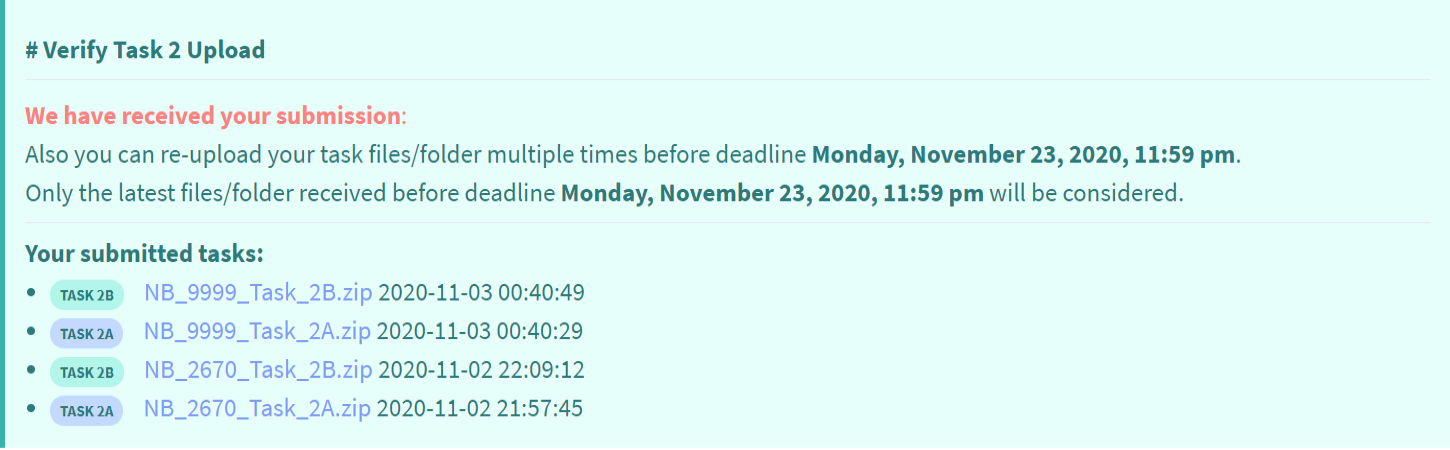 # Verify Task 2 Upload
We have received your submission:
Also you can re-upload your task files/folder multiple times before deadline Monday, November 23, 2020, 11:59 pm.
Only the latest files/folder received before deadline Monday, November 23, 2020, 11:59 pm will be considered.
Your submitted tasks:
• TASK 2B NB_9999_Task_2B.zip 2020-11-03 00:40:49
• TASK 2A NB_9999_Task_2A.zip 2020-11-03 00:40:29
• TASK 2B NB_2670_Task_2B.zip 2020-11-02 22:09:12
• TASK 2A NB_2670_Task_2A.zip 2020-11-02 21:57:45